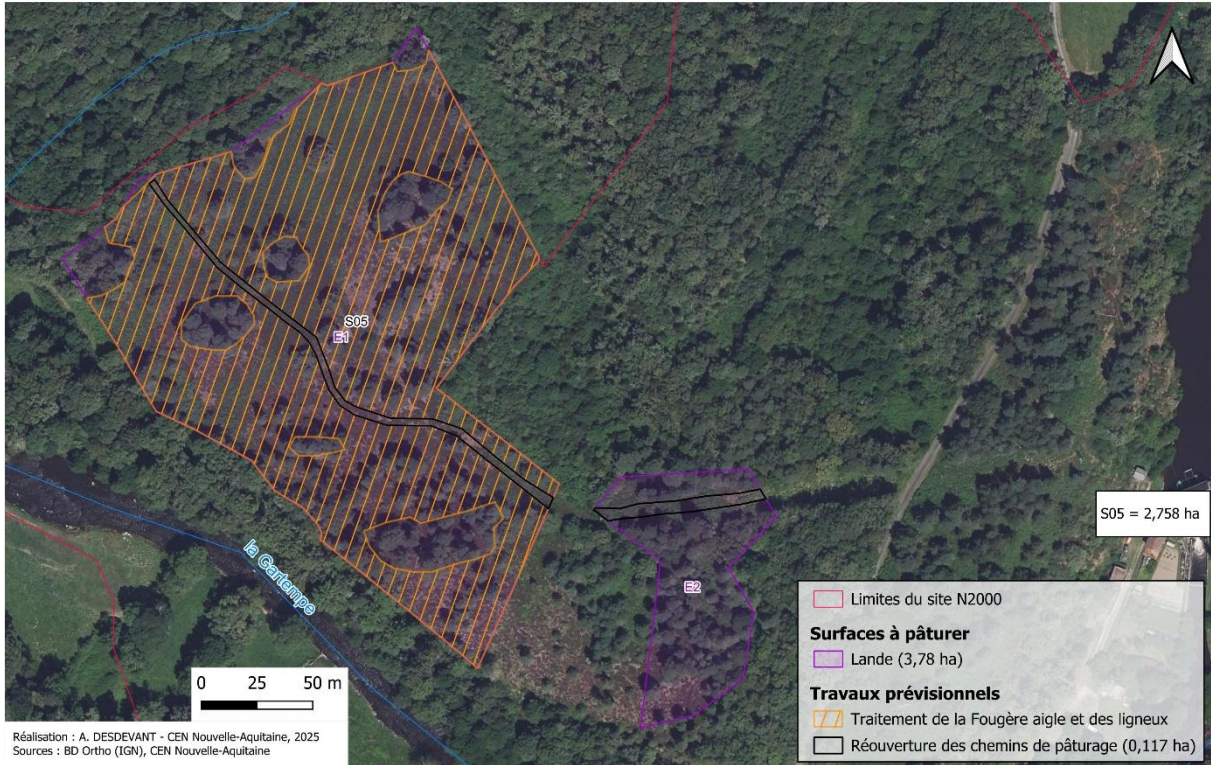 S05
E1
E2
la Gartempe
S05 = 2,758 ha
0 25 50 m
Réalisation : A. DESDEVANT - CEN Nouvelle-Aquitaine, 2025
Sources : BD Ortho (IGN), CEN Nouvelle-Aquitaine
Limites du site N2000
Surfaces à pâturer
Lande (3,78 ha)
Travaux prévisionnels
Traitement de la Fougère aigle et des ligneux
Réouverture des chemins de pâturage (0,117 ha)